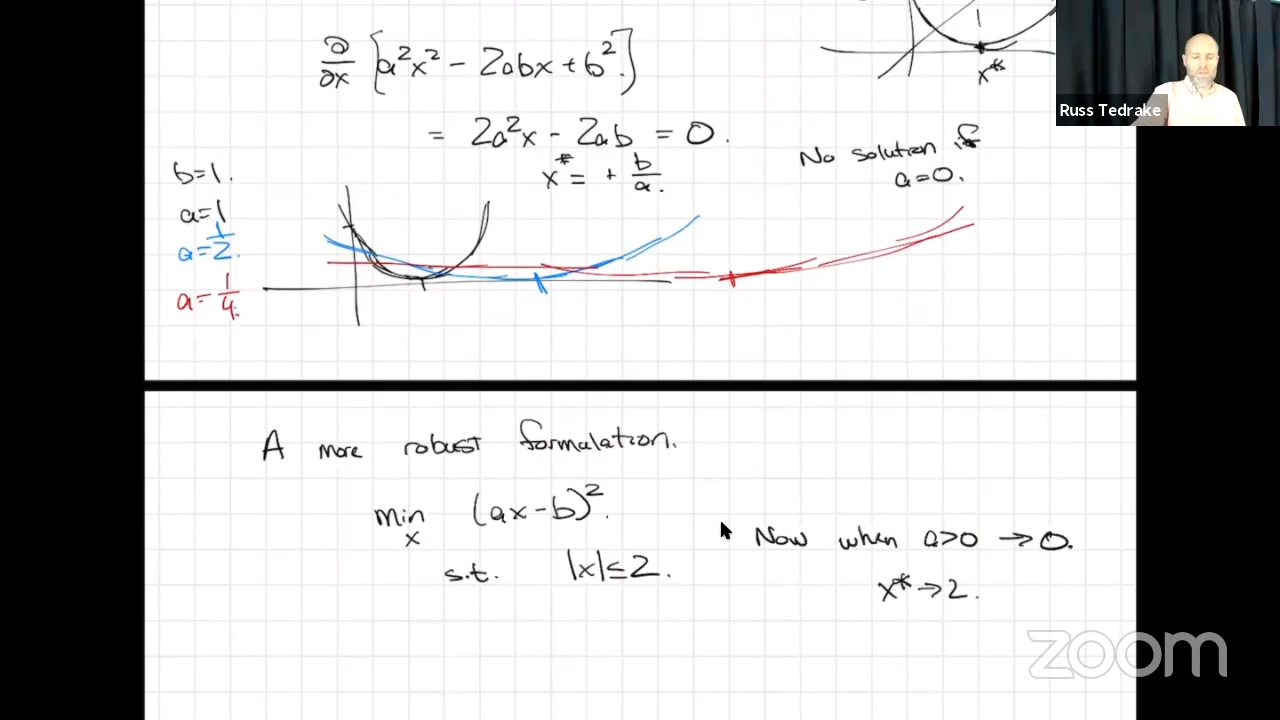 ∂/∂x [a²x² - 2abx + b²]
x*
Russ Tedrake
= 2a²x - 2ab = 0.
x* = + b/a.
No solution if
a=0.
b=1.
a=1
a=1/2.
a=1/4.
A more robust formulation.
min (ax-b)².
x
s.t. |x|≤2.
Now when a>0 → 0.
x* → 2.
zoom